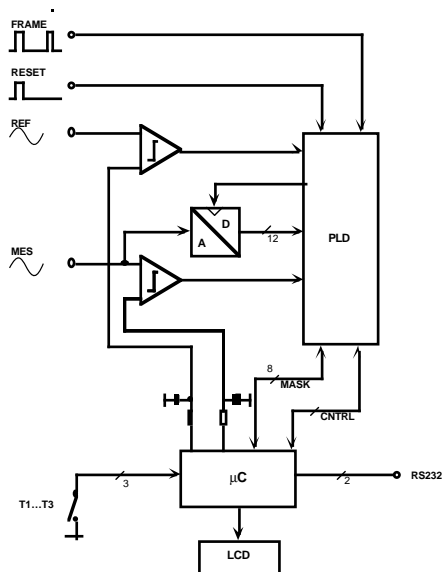 FRAME
RESET
REF
D
A
12
PLD
MES
8
MASK
CNTRL
T1...T3
3
µC
2
RS232
LCD